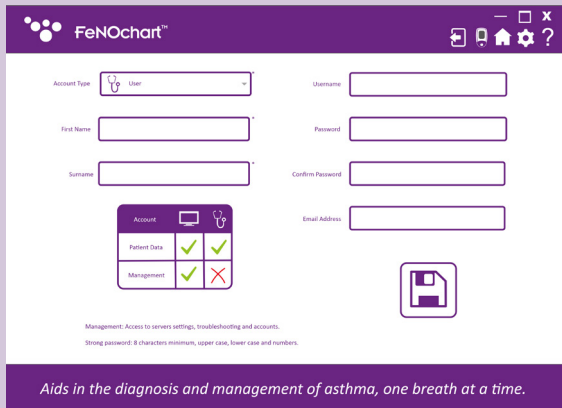 FeNOchart™
Account Type
User
*
Username
First Name
*
Password
Surname
*
Confirm Password
Email Address
Account
Patient Data
Management
Management: Access to servers settings, troubleshooting and accounts.
Strong password: 8 characters minimum, upper case, lower case and numbers.
Aids in the diagnosis and management of asthma, one breath at a time.